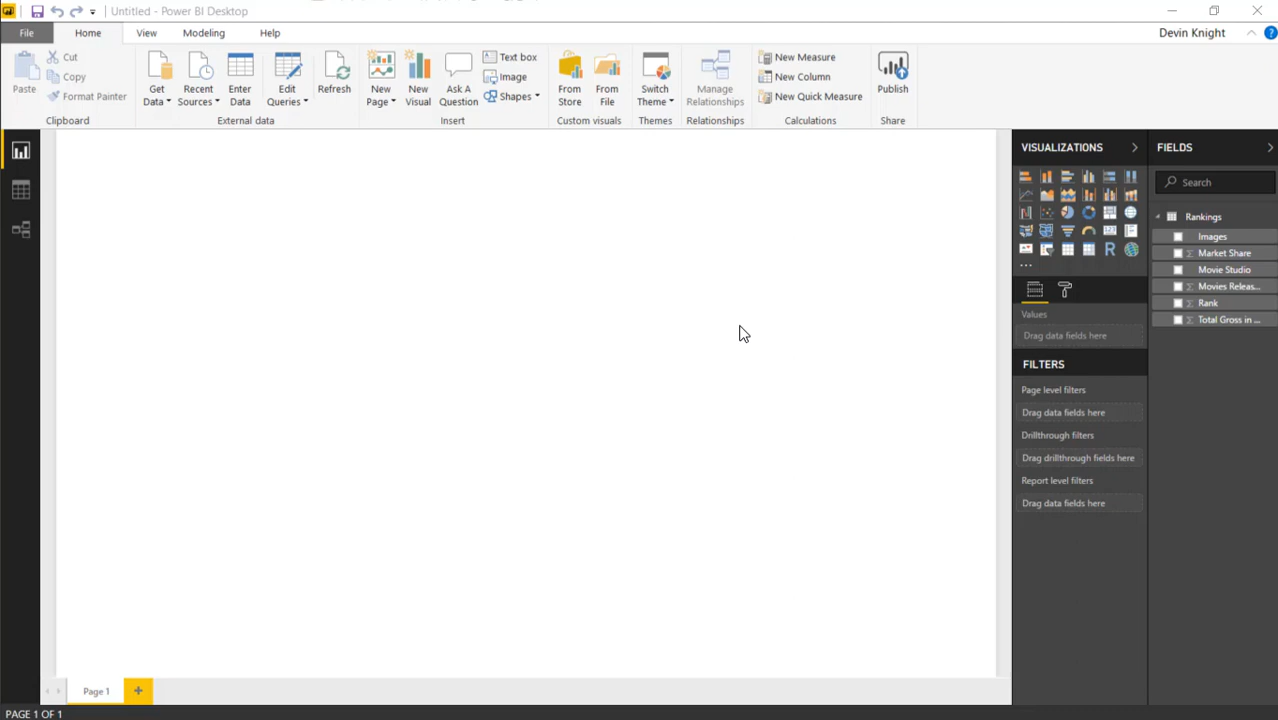 Untitled - Power BI Desktop
File Home View Modeling Help Devin Knight ?
Paste
Cut
Copy
Format Painter
Clipboard
Get Data
Recent Sources
Enter Data
Edit Queries
Refresh
External data
New Page
New Visual
Ask A Question
Text box
Image
Shapes
Insert
From Store
From File
Custom visuals
Switch Theme
Themes
Manage Relationships
Relationships
New Measure
New Column
New Quick Measure
Calculations
Publish
Share
VISUALIZATIONS
123
R
...
Values
Drag data fields here
FILTERS
Page level filters
Drag data fields here
Drillthrough filters
Drag drillthrough fields here
Report level filters
Drag data fields here
FIELDS
Search
Rankings
Images
Σ Market Share
Movie Studio
Σ Movies Releas...
Σ Rank
Σ Total Gross in ...
Page 1 +
PAGE 1 OF 1